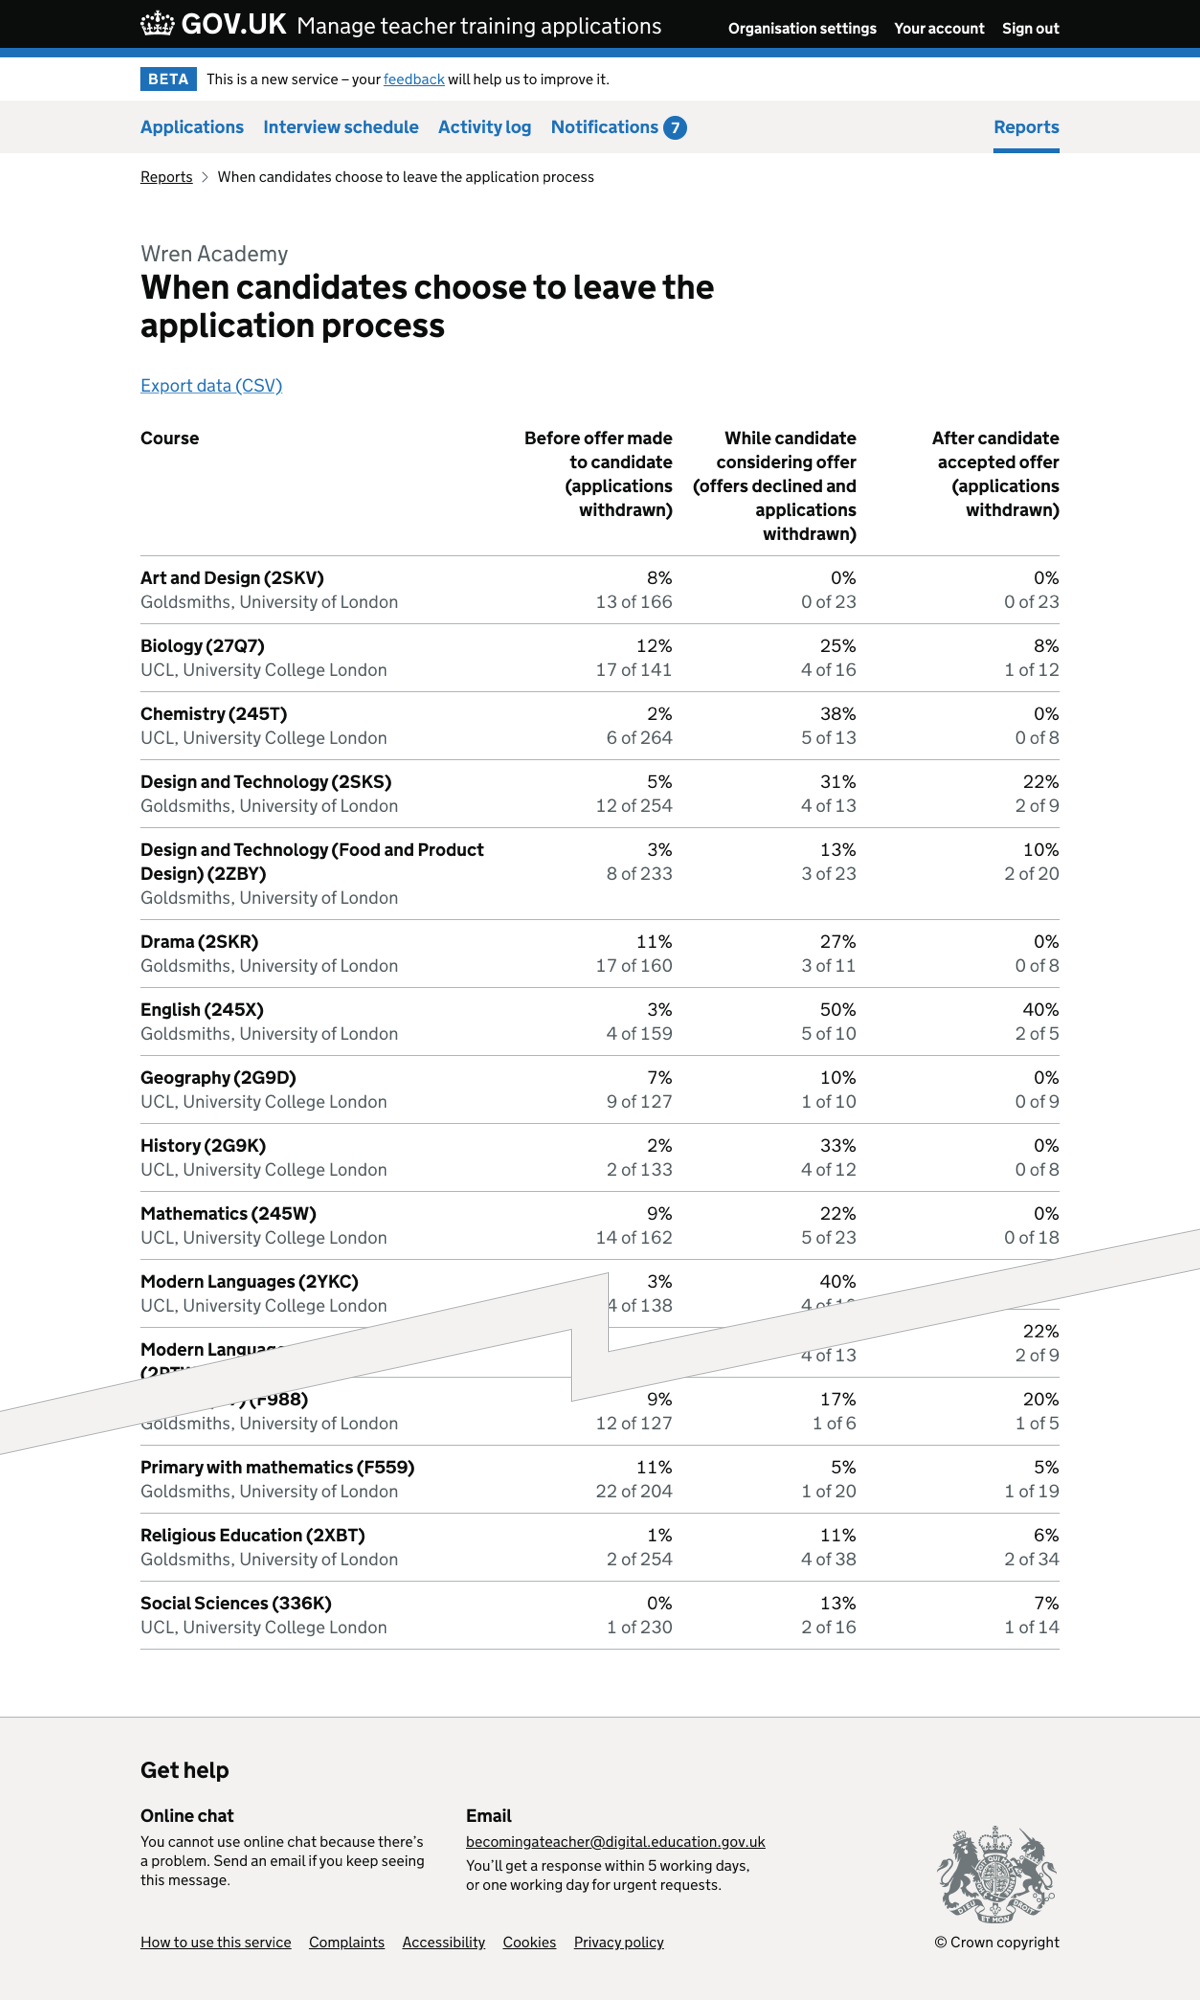 GOV.UK Manage teacher training applications Organisation settings Your account Sign out
BETA This is a new service – your feedback will help us to improve it.
Applications Interview schedule Activity log Notifications 7 Reports
Reports > When candidates choose to leave the application process
Wren Academy
When candidates choose to leave the
application process
Export data (CSV)
Course Before offer made While candidate After candidate
to candidate considering offer accepted offer
(applications (offers declined and (applications
withdrawn) applications withdrawn)
withdrawn)
Art and Design (2SKV) 8% 0% 0%
Goldsmiths, University of London 13 of 166 0 of 23 0 of 23
Biology (27Q7) 12% 25% 8%
UCL, University College London 17 of 141 4 of 16 1 of 12
Chemistry (245T) 2% 38% 0%
UCL, University College London 6 of 264 5 of 13 0 of 8
Design and Technology (2SKS) 5% 31% 22%
Goldsmiths, University of London 12 of 254 4 of 13 2 of 9
Design and Technology (Food and Product 3% 13% 10%
Design) (2ZBY) 8 of 233 3 of 23 2 of 20
Goldsmiths, University of London
Drama (2SKR) 11% 27% 0%
Goldsmiths, University of London 17 of 160 3 of 11 0 of 8
English (245X) 3% 50% 40%
Goldsmiths, University of London 4 of 159 5 of 10 2 of 5
Geography (2G9D) 7% 10% 0%
UCL, University College London 9 of 127 1 of 10 0 of 9
History (2G9K) 2% 33% 0%
UCL, University College London 2 of 133 4 of 12 0 of 8
Mathematics (245W) 9% 22% 0%
UCL, University College London 14 of 162 5 of 23 0 of 18
Modern Languages (2YKC) 3% 40%
UCL, University College London 4 of 138 4 of
22%
Modern 4 of 13 2 of 9
(F988) 9% 17% 20%
Goldsmiths, University of London 12 of 127 1 of 6 1 of 5
Primary with mathematics (F559) 11% 5% 5%
Goldsmiths, University of London 22 of 204 1 of 20 1 of 19
Religious Education (2XBT) 1% 11% 6%
Goldsmiths, University of London 2 of 254 4 of 38 2 of 34
Social Sciences (336K) 0% 13% 7%
UCL, University College London 1 of 230 2 of 16 1 of 14
Get help
Online chat
You cannot use online chat because there's
a problem. Send an email if you keep seeing
this message.
Email
becomingateacher@digital.education.gov.uk
You'll get a response within 5 working days,
or one working day for urgent requests.
DIEU ET MON DROIT
How to use this service Complaints Accessibility Cookies Privacy policy © Crown copyright